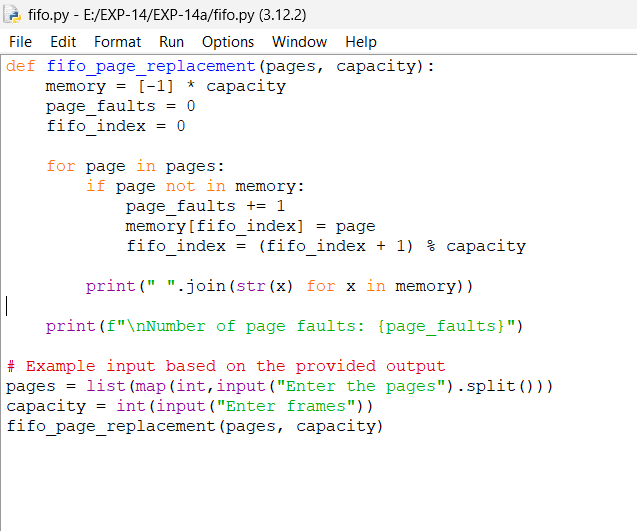 fifo.py - E:/EXP-14/EXP-14a/fifo.py (3.12.2)
File Edit Format Run Options Window Help
def fifo_page_replacement(pages, capacity):
    memory = [-1] * capacity
    page_faults = 0
    fifo_index = 0

    for page in pages:
        if page not in memory:
            page_faults += 1
            memory[fifo_index] = page
            fifo_index = (fifo_index + 1) % capacity

        print(" ".join(str(x) for x in memory))

    print(f"\nNumber of page faults: {page_faults}")

# Example input based on the provided output
pages = list(map(int,input("Enter the pages").split()))
capacity = int(input("Enter frames"))
fifo_page_replacement(pages, capacity)